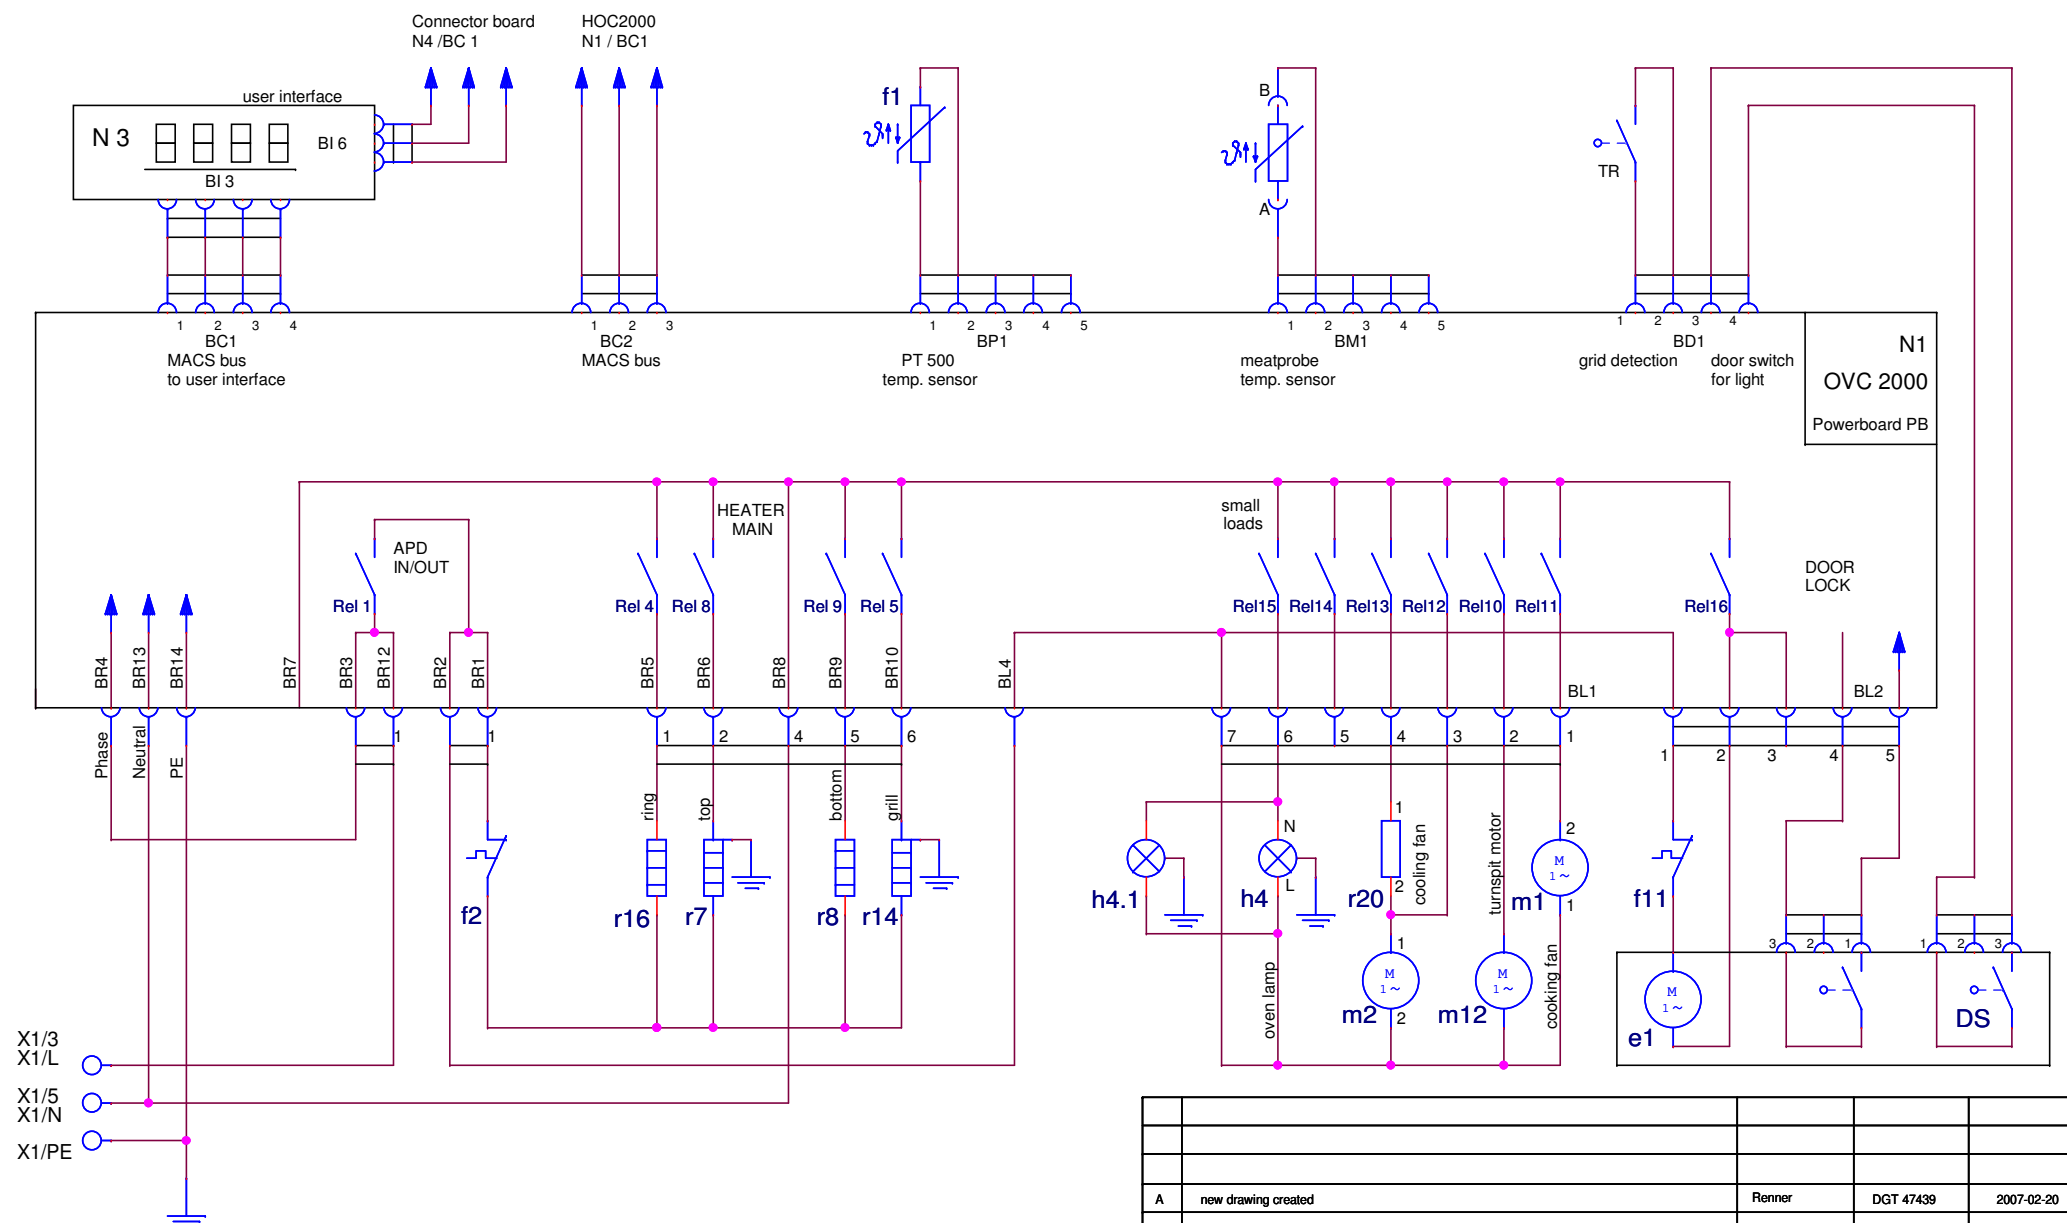 Connector board
N4 /BC 1
HOC2000
N1 / BC1
user interface
N 3
BI 3
BI 6
f1
B
A
TR
1 2 3 4
BC1
MACS bus
to user interface
1 2 3
BC2
MACS bus
1 2 3 4 5
BP1
PT 500
temp. sensor
1 2 3 4 5
BM1
meatprobe
temp. sensor
1 2 3 4
BD1
grid detection
door switch
for light
N1
OVC 2000
Powerboard PB
APD
IN/OUT
HEATER
MAIN
small
loads
DOOR
LOCK
Rel 1
Rel 4
Rel 8
Rel 9
Rel 5
Rel15
Rel14
Rel13
Rel12
Rel10
Rel11
Rel16
BR4
BR13
BR14
BR7
BR3
BR12
BR2
BR1
BR5
BR6
BR8
BR9
BR10
BL4
BL1
BL2
Phase
Neutral
PE
1
1
1 2 4 5 6
7 6 5 4 3 2 1
1 2 3 4 5
ring
top
bottom
grill
f2
r16
r7
r8
r14
h4.1
N
L
h4
oven lamp
1
2
r20
cooling fan
1
M
1~
2
m2
turnspit motor
M
1~
m12
2
M
1~
1
m1
cooking fan
f11
M
1~
e1
3 2 1
1 2 3
DS
X1/3
X1/L
X1/5
X1/N
X1/PE
A new drawing created Renner DGT 47439 2007-02-20